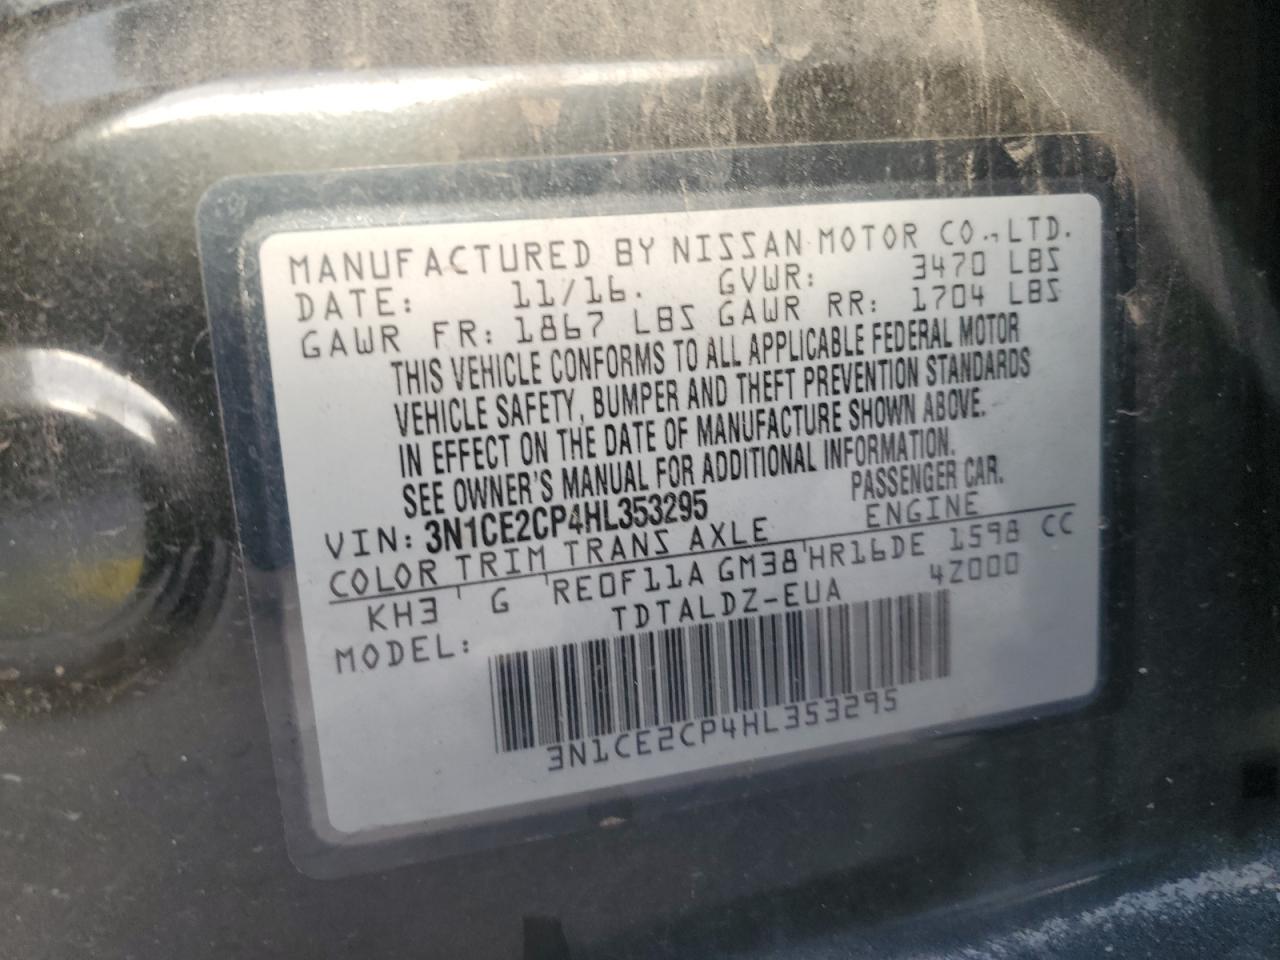 MANUFACTURED BY NISSAN MOTOR CO.,LTD.
DATE: 11/16. GVWR: 3470 LBS
GAWR FR: 1867 LBS GAWR RR: 1704 LBS
THIS VEHICLE CONFORMS TO ALL APPLICABLE FEDERAL MOTOR
VEHICLE SAFETY, BUMPER AND THEFT PREVENTION STANDARDS
IN EFFECT ON THE DATE OF MANUFACTURE SHOWN ABOVE.
SEE OWNER'S MANUAL FOR ADDITIONAL INFORMATION.
VIN: 3N1CE2CP4HL353295 PASSENGER CAR.
COLOR TRIM TRANS AXLE ENGINE
KH3 G RE0F11A GM38 HR16DE 1598 CC
MODEL: TDTALDZ-EUA 4Z000
3N1CE2CP4HL353295